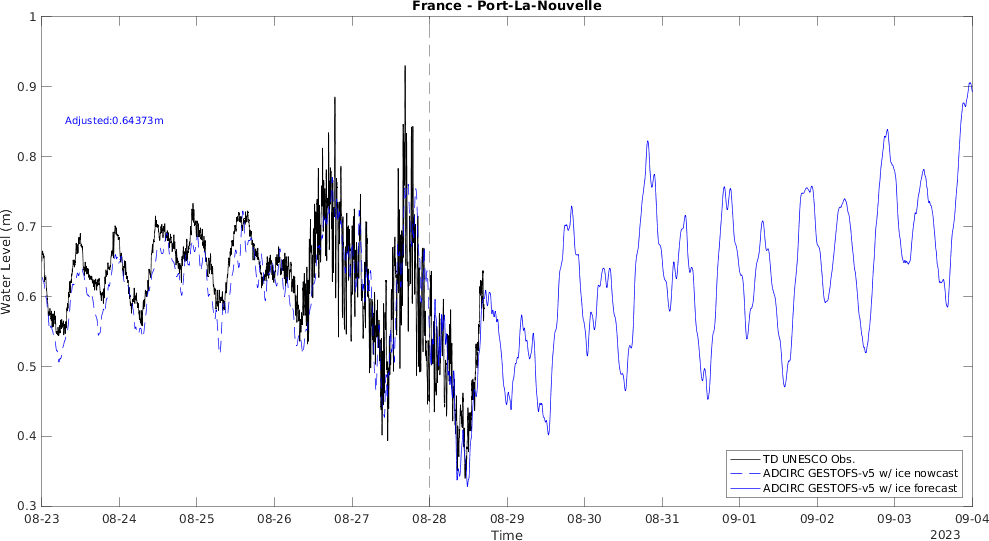 France - Port-La-Nouvelle
1
0.9
0.8
0.7
0.6
0.5
0.4
0.3
Water Level (m)
Adjusted:0.64373m
TD UNESCO Obs.
ADCIRC GESTOFS-v5 w/ ice nowcast
ADCIRC GESTOFS-v5 w/ ice forecast
08-23 08-24 08-25 08-26 08-27 08-28 08-29 08-30 08-31 09-01 09-02 09-03 09-04
Time
2023